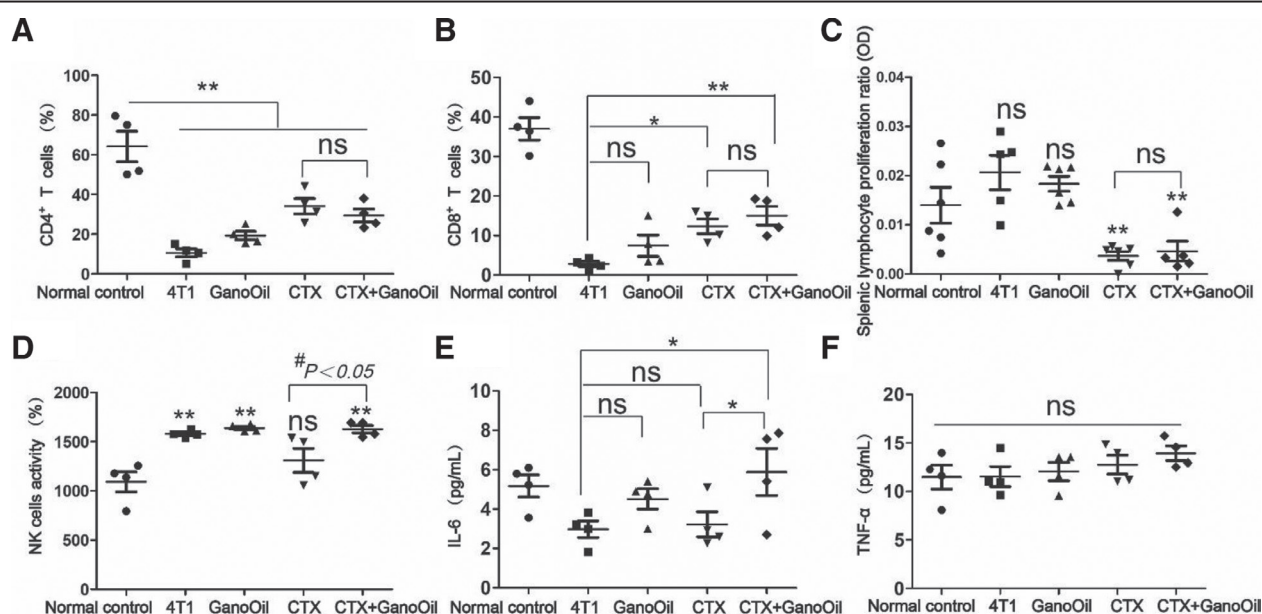 A
CD4+ T cells (%)
100
80
60
40
20
0
**
ns
Normal control 4T1 GanoOil CTX CTX+GanoOil
B
CD8+ T cells (%)
50
40
30
20
10
0
**
*
ns
ns
Normal control 4T1 GanoOil CTX CTX+GanoOil
C
Splenic lymphocyte proliferation ratio (OD)
0.04
0.03
0.02
0.01
0.00
ns
ns
ns
**
**
Normal control 4T1 GanoOil CTX CTX+GanoOil
D
NK cells activity (%)
2000
1500
1000
500
0
#P<0.05
**
**
ns
**
Normal control 4T1 GanoOil CTX CTX+GanoOil
E
IL-6 (pg/mL)
10
8
6
4
2
0
*
ns
ns
*
Normal control 4T1 GanoOil CTX CTX+GanoOil
F
TNF-α (pg/mL)
20
15
10
5
0
ns
Normal control 4T1 GanoOil CTX CTX+GanoOil